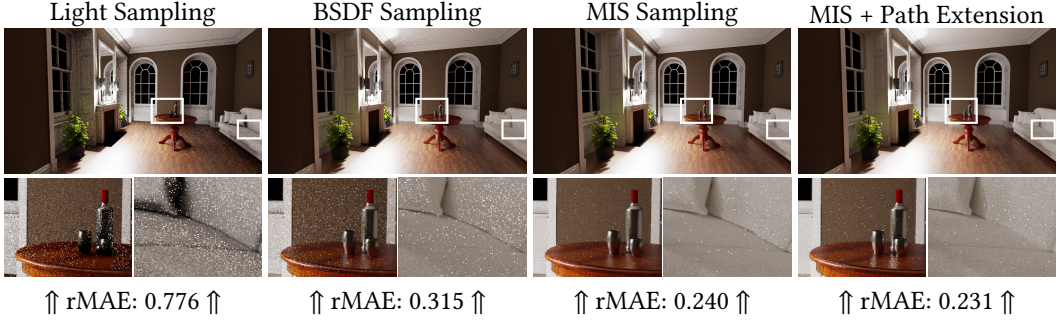 Light Sampling
BSDF Sampling
MIS Sampling
MIS + Path Extension
⇑ rMAE: 0.776 ⇑
⇑ rMAE: 0.315 ⇑
⇑ rMAE: 0.240 ⇑
⇑ rMAE: 0.231 ⇑